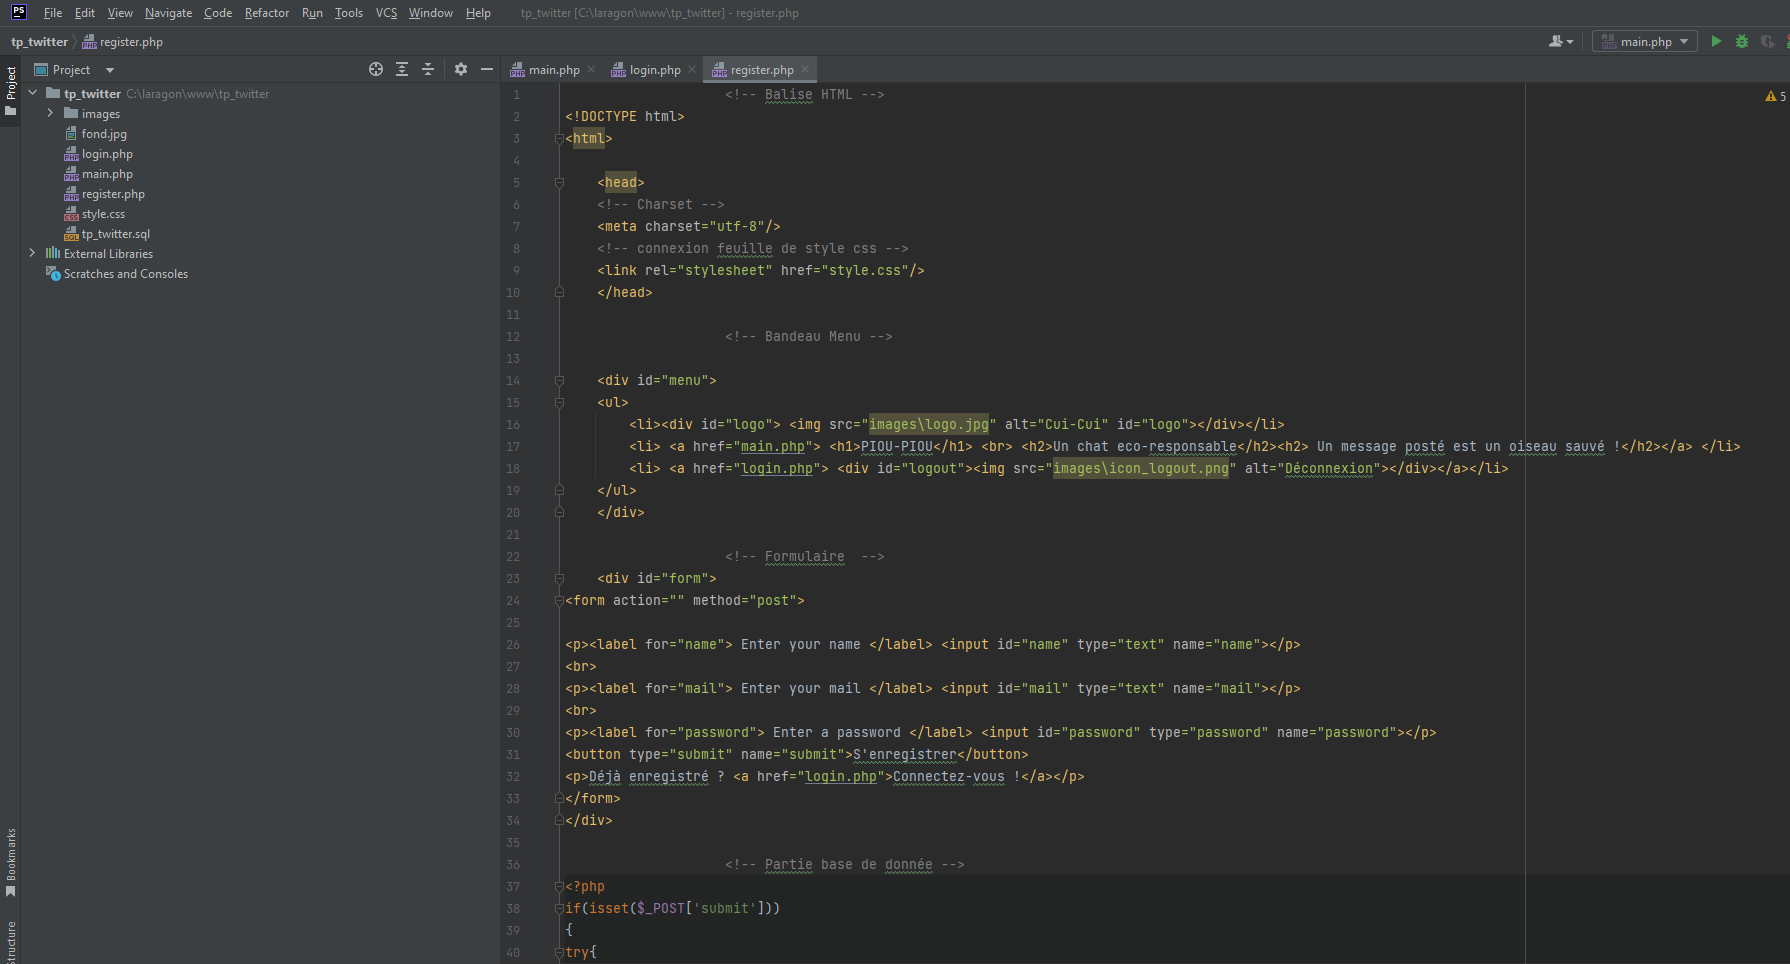 PS File Edit View Navigate Code Refactor Run Tools VCS Window Help tp_twitter [C:\laragon\www\tp_twitter] - register.php
tp_twitter register.php main.php
Project
Project
tp_twitter C:\laragon\www\tp_twitter
images
fond.jpg
login.php
main.php
register.php
style.css
tp_twitter.sql
External Libraries
Scratches and Consoles
Bookmarks
Structure
main.php login.php register.php
5
1 <!-- Balise HTML -->
2 <!DOCTYPE html>
3 <html>
4
5 <head>
6 <!-- Charset -->
7 <meta charset="utf-8"/>
8 <!-- connexion feuille de style css -->
9 <link rel="stylesheet" href="style.css"/>
10 </head>
11
12 <!-- Bandeau Menu -->
13
14 <div id="menu">
15 <ul>
16 <li><div id="logo"> <img src="images\logo.jpg" alt="Cui-Cui" id="logo"></div></li>
17 <li> <a href="main.php"> <h1>PIOU-PIOU</h1> <br> <h2>Un chat eco-responsable</h2><h2> Un message posté est un oiseau sauvé !</h2></a> </li>
18 <li> <a href="login.php"> <div id="logout"><img src="images\icon_logout.png" alt="Déconnexion"></div></a></li>
19 </ul>
20 </div>
21
22 <!-- Formulaire  -->
23 <div id="form">
24 <form action="" method="post">
25
26 <p><label for="name"> Enter your name </label> <input id="name" type="text" name="name"></p>
27 <br>
28 <p><label for="mail"> Enter your mail </label> <input id="mail" type="text" name="mail"></p>
29 <br>
30 <p><label for="password"> Enter a password </label> <input id="password" type="password" name="password"></p>
31 <button type="submit" name="submit">S'enregistrer</button>
32 <p>Déjà enregistré ? <a href="login.php">Connectez-vous !</a></p>
33 </form>
34 </div>
35
36 <!-- Partie base de donnée -->
37 <?php
38 if(isset($_POST['submit']))
39 {
40 try{